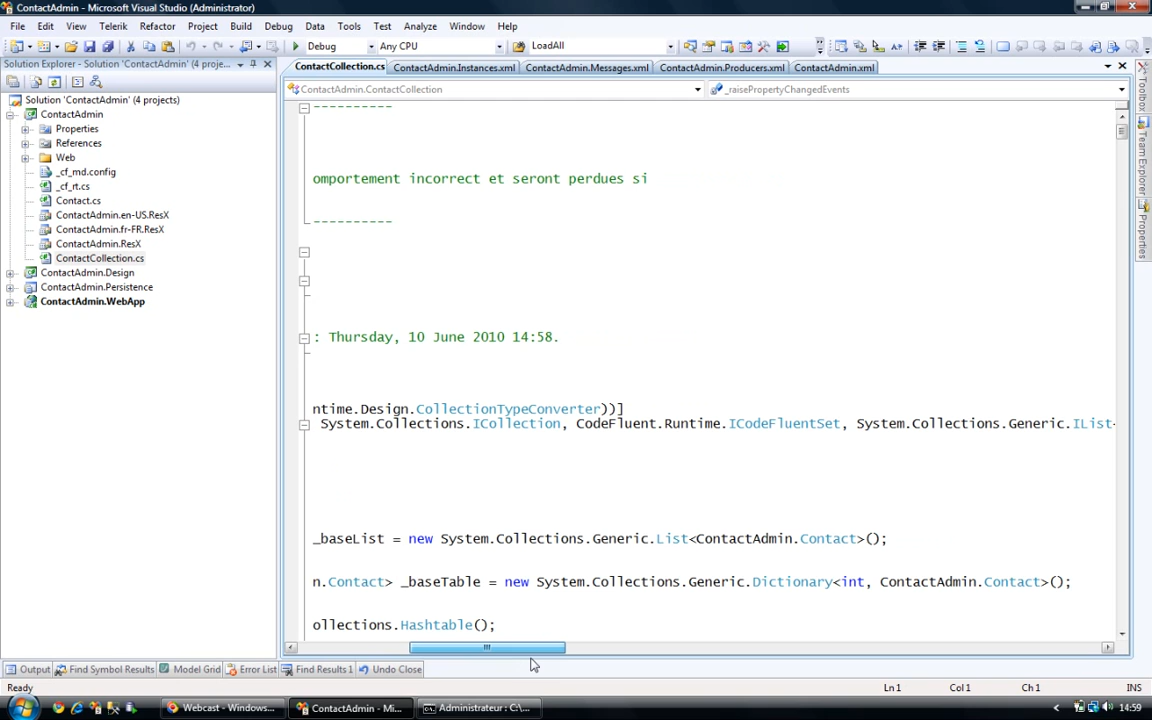 ContactAdmin - Microsoft Visual Studio (Administrator)
File Edit View Telerik Refactor Project Build Debug Data Tools Test Analyze Window Help
Debug Any CPU LoadAll
Solution Explorer - Solution 'ContactAdmin' (4 proje...
ContactCollection.cs ContactAdmin.Instances.xml ContactAdmin.Messages.xml ContactAdmin.Producers.xml ContactAdmin.xml
ContactAdmin.ContactCollection _raisePropertyChangedEvents
Solution 'ContactAdmin' (4 projects)
ContactAdmin
Properties
References
Web
_cf_md.config
_cf_rt.cs
Contact.cs
ContactAdmin.en-US.ResX
ContactAdmin.fr-FR.ResX
ContactAdmin.ResX
ContactCollection.cs
ContactAdmin.Design
ContactAdmin.Persistence
ContactAdmin.WebApp
----------
omportement incorrect et seront perdues si
----------
: Thursday, 10 June 2010 14:58.
ntime.Design.CollectionTypeConverter))]
System.Collections.ICollection, CodeFluent.Runtime.ICodeFluentSet, System.Collections.Generic.IList
_baseList = new System.Collections.Generic.List<ContactAdmin.Contact>();
n.Contact> _baseTable = new System.Collections.Generic.Dictionary<int, ContactAdmin.Contact>();
ollections.Hashtable();
Toolbox
Team Explorer
Properties
Output Find Symbol Results Model Grid Error List Find Results 1 Undo Close
Ready Ln 1 Col 1 Ch 1 INS
Webcast - Windows... ContactAdmin - Mi... Administrateur : C:\... 14:59